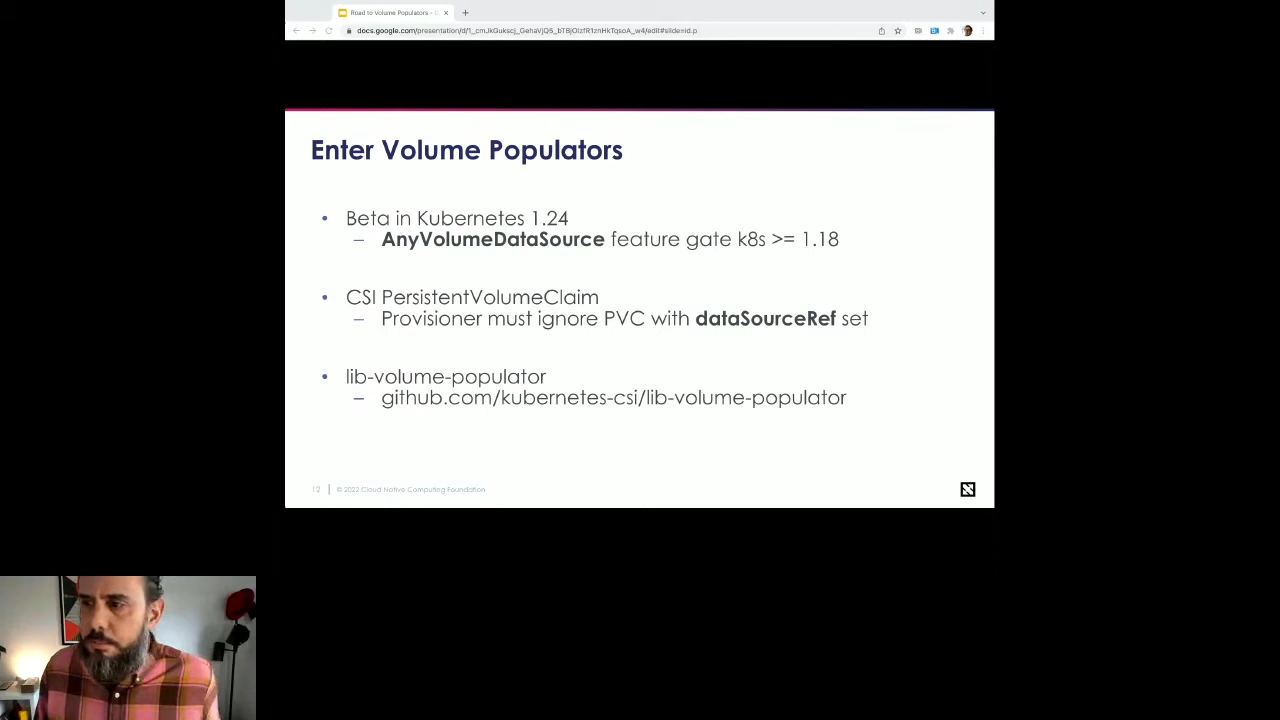 Road to Volume Populators -
docs.google.com/presentation/d/1_cmJkGukscj_GehaVjQ5_bTBjOlzfR1znHkTqsoA_w4/edit#slide=id.p
Enter Volume Populators
• Beta in Kubernetes 1.24
– AnyVolumeDataSource feature gate k8s >= 1.18
• CSI PersistentVolumeClaim
– Provisioner must ignore PVC with dataSourceRef set
• lib-volume-populator
– github.com/kubernetes-csi/lib-volume-populator
12 | © 2022 Cloud Native Computing Foundation